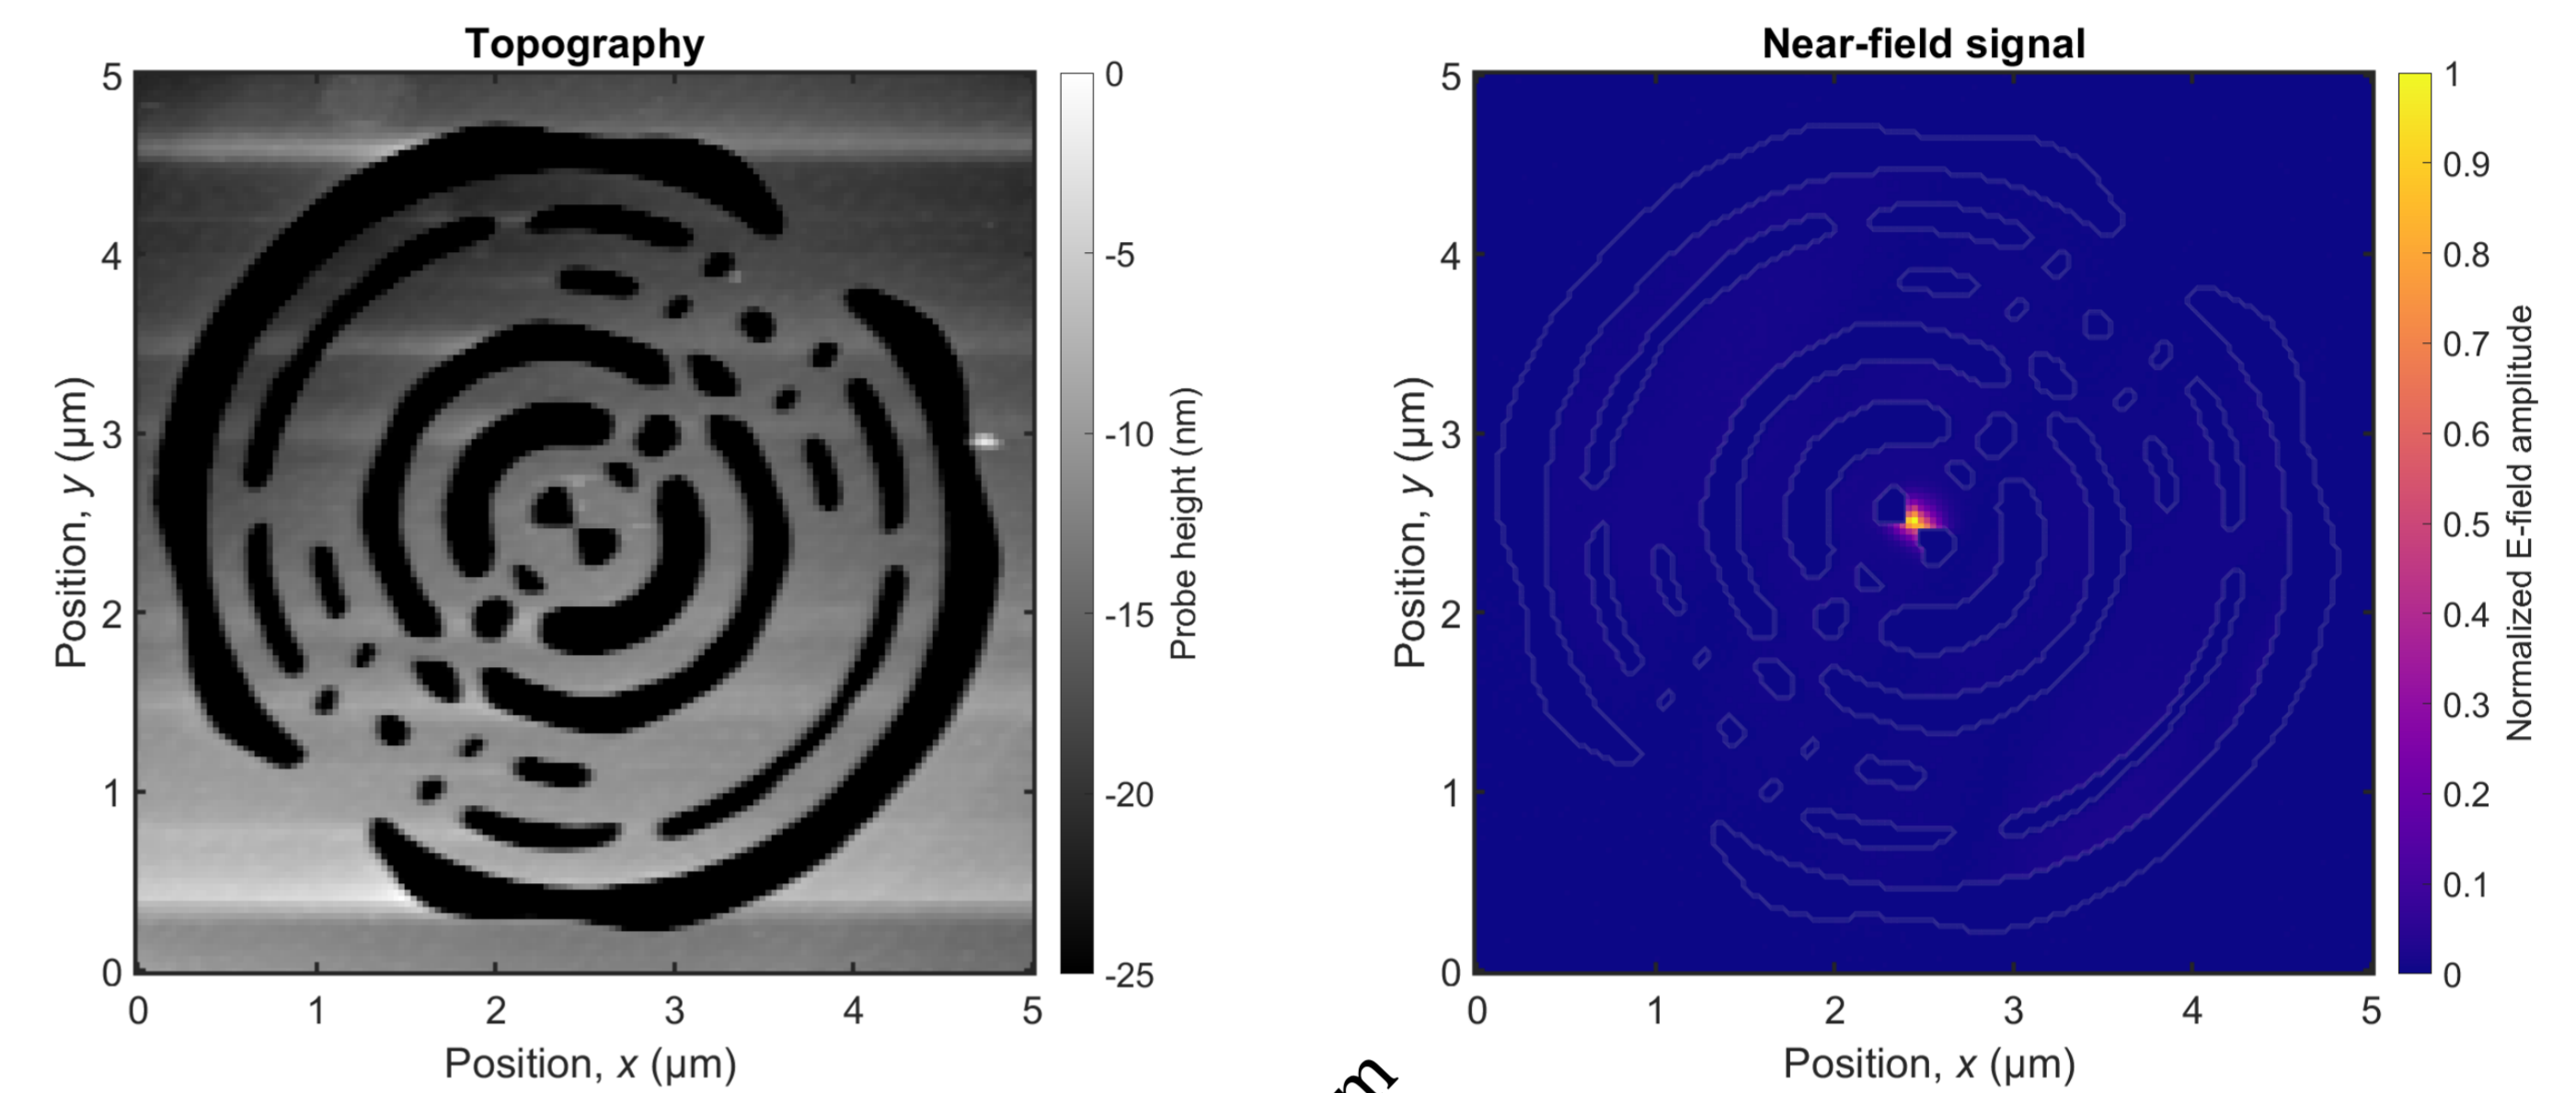 Topography
5
4
3
2
1
0
0 1 2 3 4 5
Position, x (μm)
Position, y (μm)
0
-5
-10
-15
-20
-25
Probe height (nm)
Near-field signal
5
4
3
2
1
0
0 1 2 3 4 5
Position, x (μm)
Position, y (μm)
1
0.9
0.8
0.7
0.6
0.5
0.4
0.3
0.2
0.1
0
Normalized E-field amplitude
m